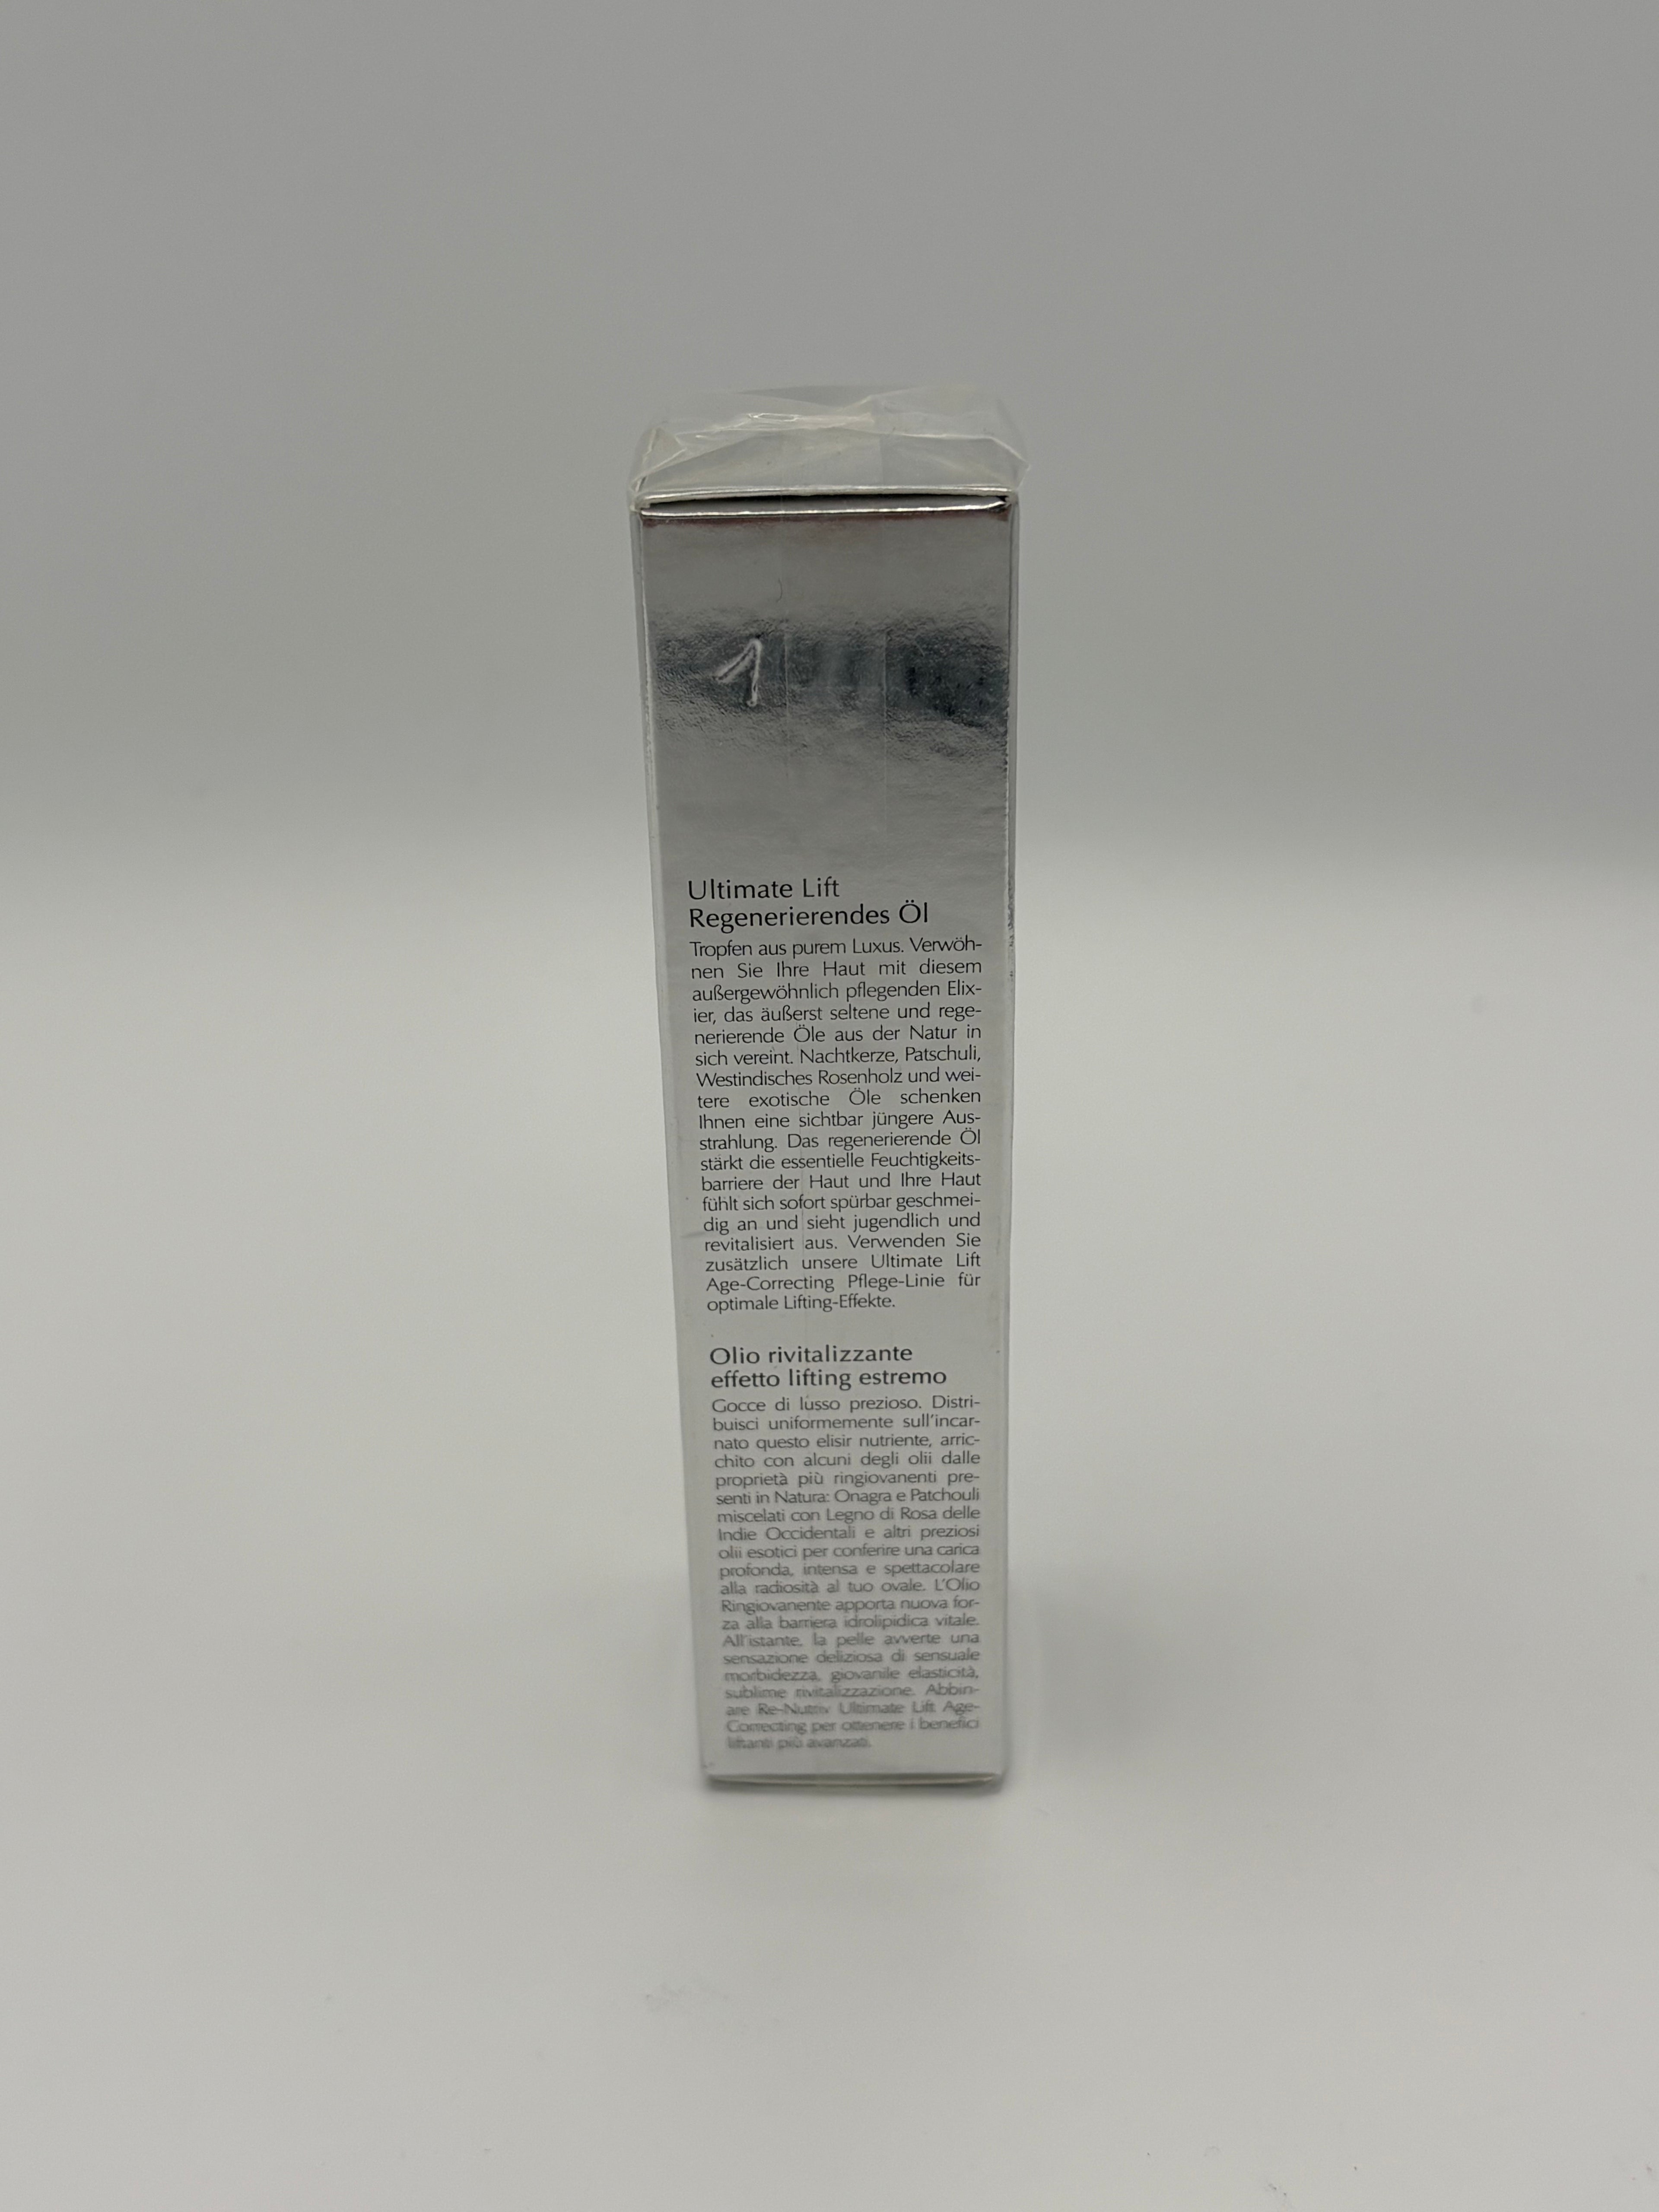 1
Ultimate Lift
Regenerierendes Öl
Tropfen aus purem Luxus. Verwöh-
nen Sie Ihre Haut mit diesem
außergewöhnlich pflegenden Elix-
ier, das äußerst seltene und rege-
nerierende Öle aus der Natur in
sich vereint. Nachtkerze, Patschuli,
Westindisches Rosenholz und wei-
tere exotische Öle schenken
Ihnen eine sichtbar jüngere Aus-
strahlung. Das regenerierende Öl
stärkt die essentielle Feuchtigkeits-
barriere der Haut und Ihre Haut
fühlt sich sofort spürbar geschmei-
dig an und sieht jugendlich und
revitalisiert aus. Verwenden Sie
zusätzlich unsere Ultimate Lift
Age-Correcting Pflege-Linie für
optimale Lifting-Effekte.
Olio rivitalizzante
effetto lifting estremo
Gocce di lusso prezioso. Distri-
buisci uniformemente sull'incar-
nato questo elisir nutriente, arric-
chito con alcuni degli olii dalle
proprietà più ringiovanenti pre-
senti in Natura: Onagra e Patchouli
miscelati con Legno di Rosa delle
Indie Occidentali e altri preziosi
olii esotici per conferire una carica
profonda, intensa e spettacolare
alla radiosità al tuo ovale. L'Olio
Ringiovanente apporta nuova for-
za alla barriera idrolipidica vitale.
All'istante, la pelle avverte una
sensazione deliziosa di sensuale
morbidezza, giovanile elasticità,
sublime rivitalizzazione. Abbin-
are Re-Nutriv Ultimate Lift Age-
Correcting per ottenere i benefici
liftanti più avanzati.